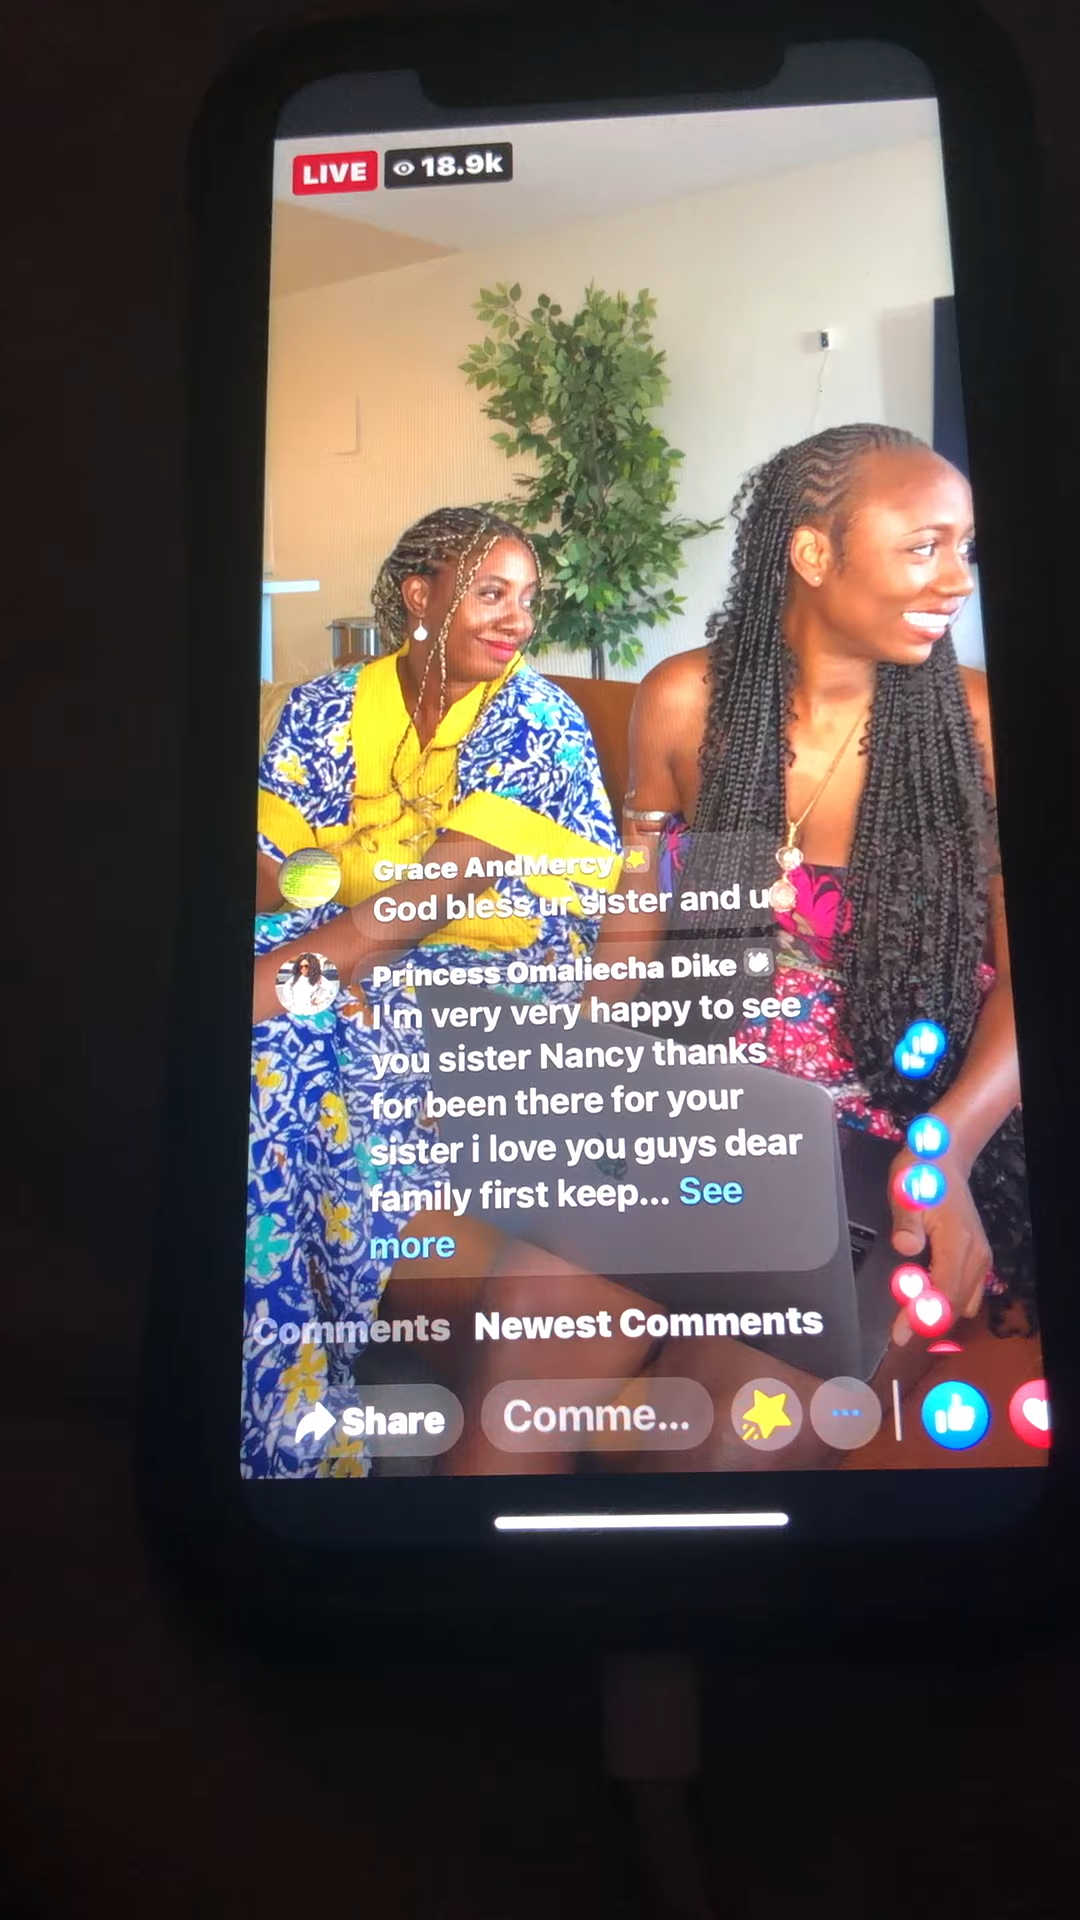 LIVE 18.9k
Grace AndMercy
God bless ur sister and u
Princess Omaliecha Dike
I'm very very happy to see
you sister Nancy thanks
for been there for your
sister i love you guys dear
family first keep... See
more
Comments Newest Comments
Share Comme...